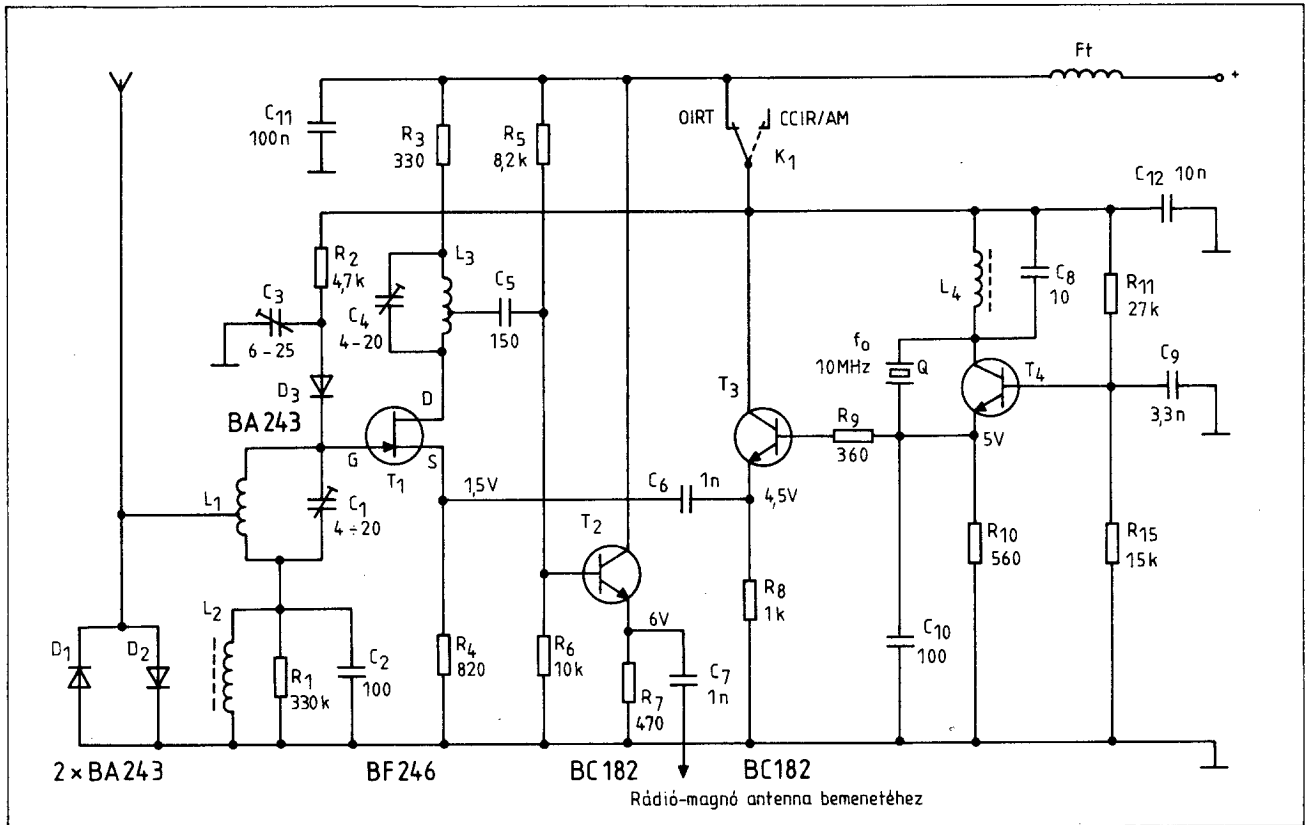 Ft
+
C11
100n
R3
330
R5
8,2k
OIRT
CCIR/AM
K1
C12 10n
R2
4,7k
L3
C3
6-25
C4
4-20
C5
150
L4
C8
10
R11
27k
f0
10MHz
Q
T4
C9
3,3n
D3
BA243
D
G
S
T1
T3
R9
360
5V
L1
C1
4÷20
1,5V
C6
1n
4,5V
T2
R10
560
R15
15k
L2
D1
D2
R1
330k
C2
100
R4
820
R6
10k
6V
R7
470
C7
1n
R8
1k
C10
100
2×BA243
BF246
BC182
BC182
Rádió-magnó antenna bemenetéhez